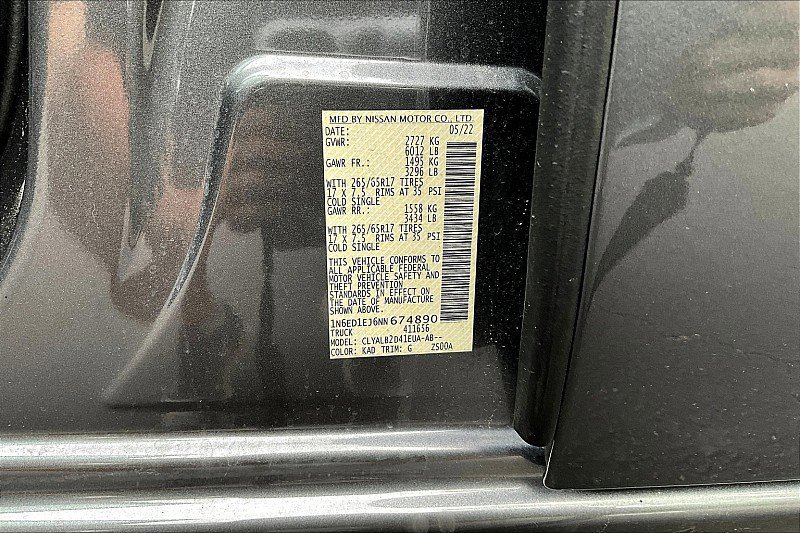 MFD BY NISSAN MOTOR CO., LTD.
DATE: 05/22
GVWR: 2727 KG
6012 LB
GAWR FR.: 1495 KG
3296 LB
WITH 265/65R17 TIRES
17 X 7.5 RIMS AT 35 PSI
COLD SINGLE
GAWR RR.: 1558 KG
3434 LB
WITH 265/65R17 TIRES
17 X 7.5 RIMS AT 35 PSI
COLD SINGLE
THIS VEHICLE CONFORMS TO
ALL APPLICABLE FEDERAL
MOTOR VEHICLE SAFETY AND
THEFT PREVENTION
STANDARDS IN EFFECT ON
THE DATE OF MANUFACTURE
SHOWN ABOVE.
1N6ED1EJ6NN674890
TRUCK 411656
MODEL: CLYALB2D41EUA-AB--
COLOR: KAD TRIM: G ZS00A